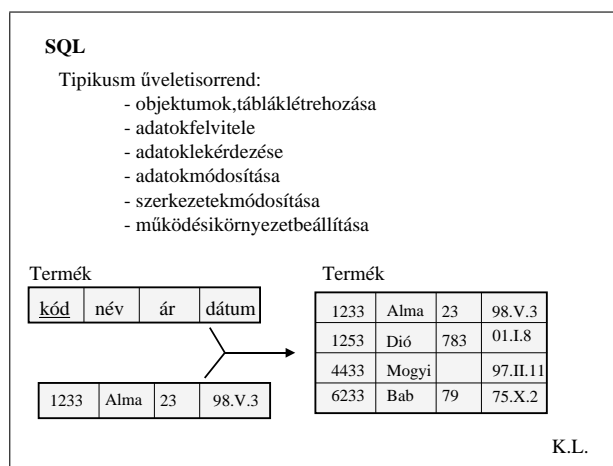 SQL
Tipikusm űveletisorrend:
- objektumok,tábláklétrehozása
- adatokfelvitele
- adatoklekérdezése
- adatokmódosítása
- szerkezetekmódosítása
- működésikörnyezetbeállítása
Termék
kód név ár dátum
1233 Alma 23 98.V.3
Termék
1233 Alma 23 98.V.3
1253 Dió 783 01.I.8
4433 Mogyi 97.II.11
6233 Bab 79 75.X.2
K.L.